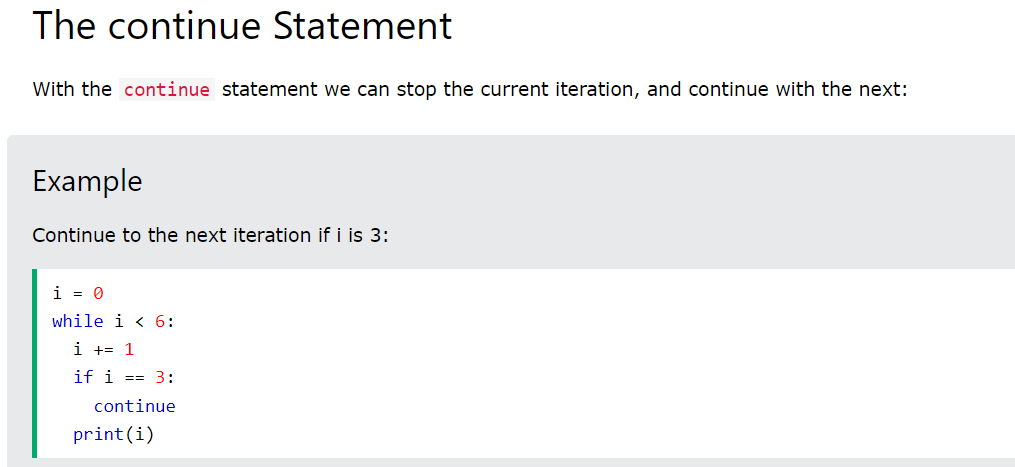 The continue Statement
With the continue statement we can stop the current iteration, and continue with the next:
Example
Continue to the next iteration if i is 3:
i = 0
while i < 6:
  i += 1
  if i == 3:
    continue
  print(i)